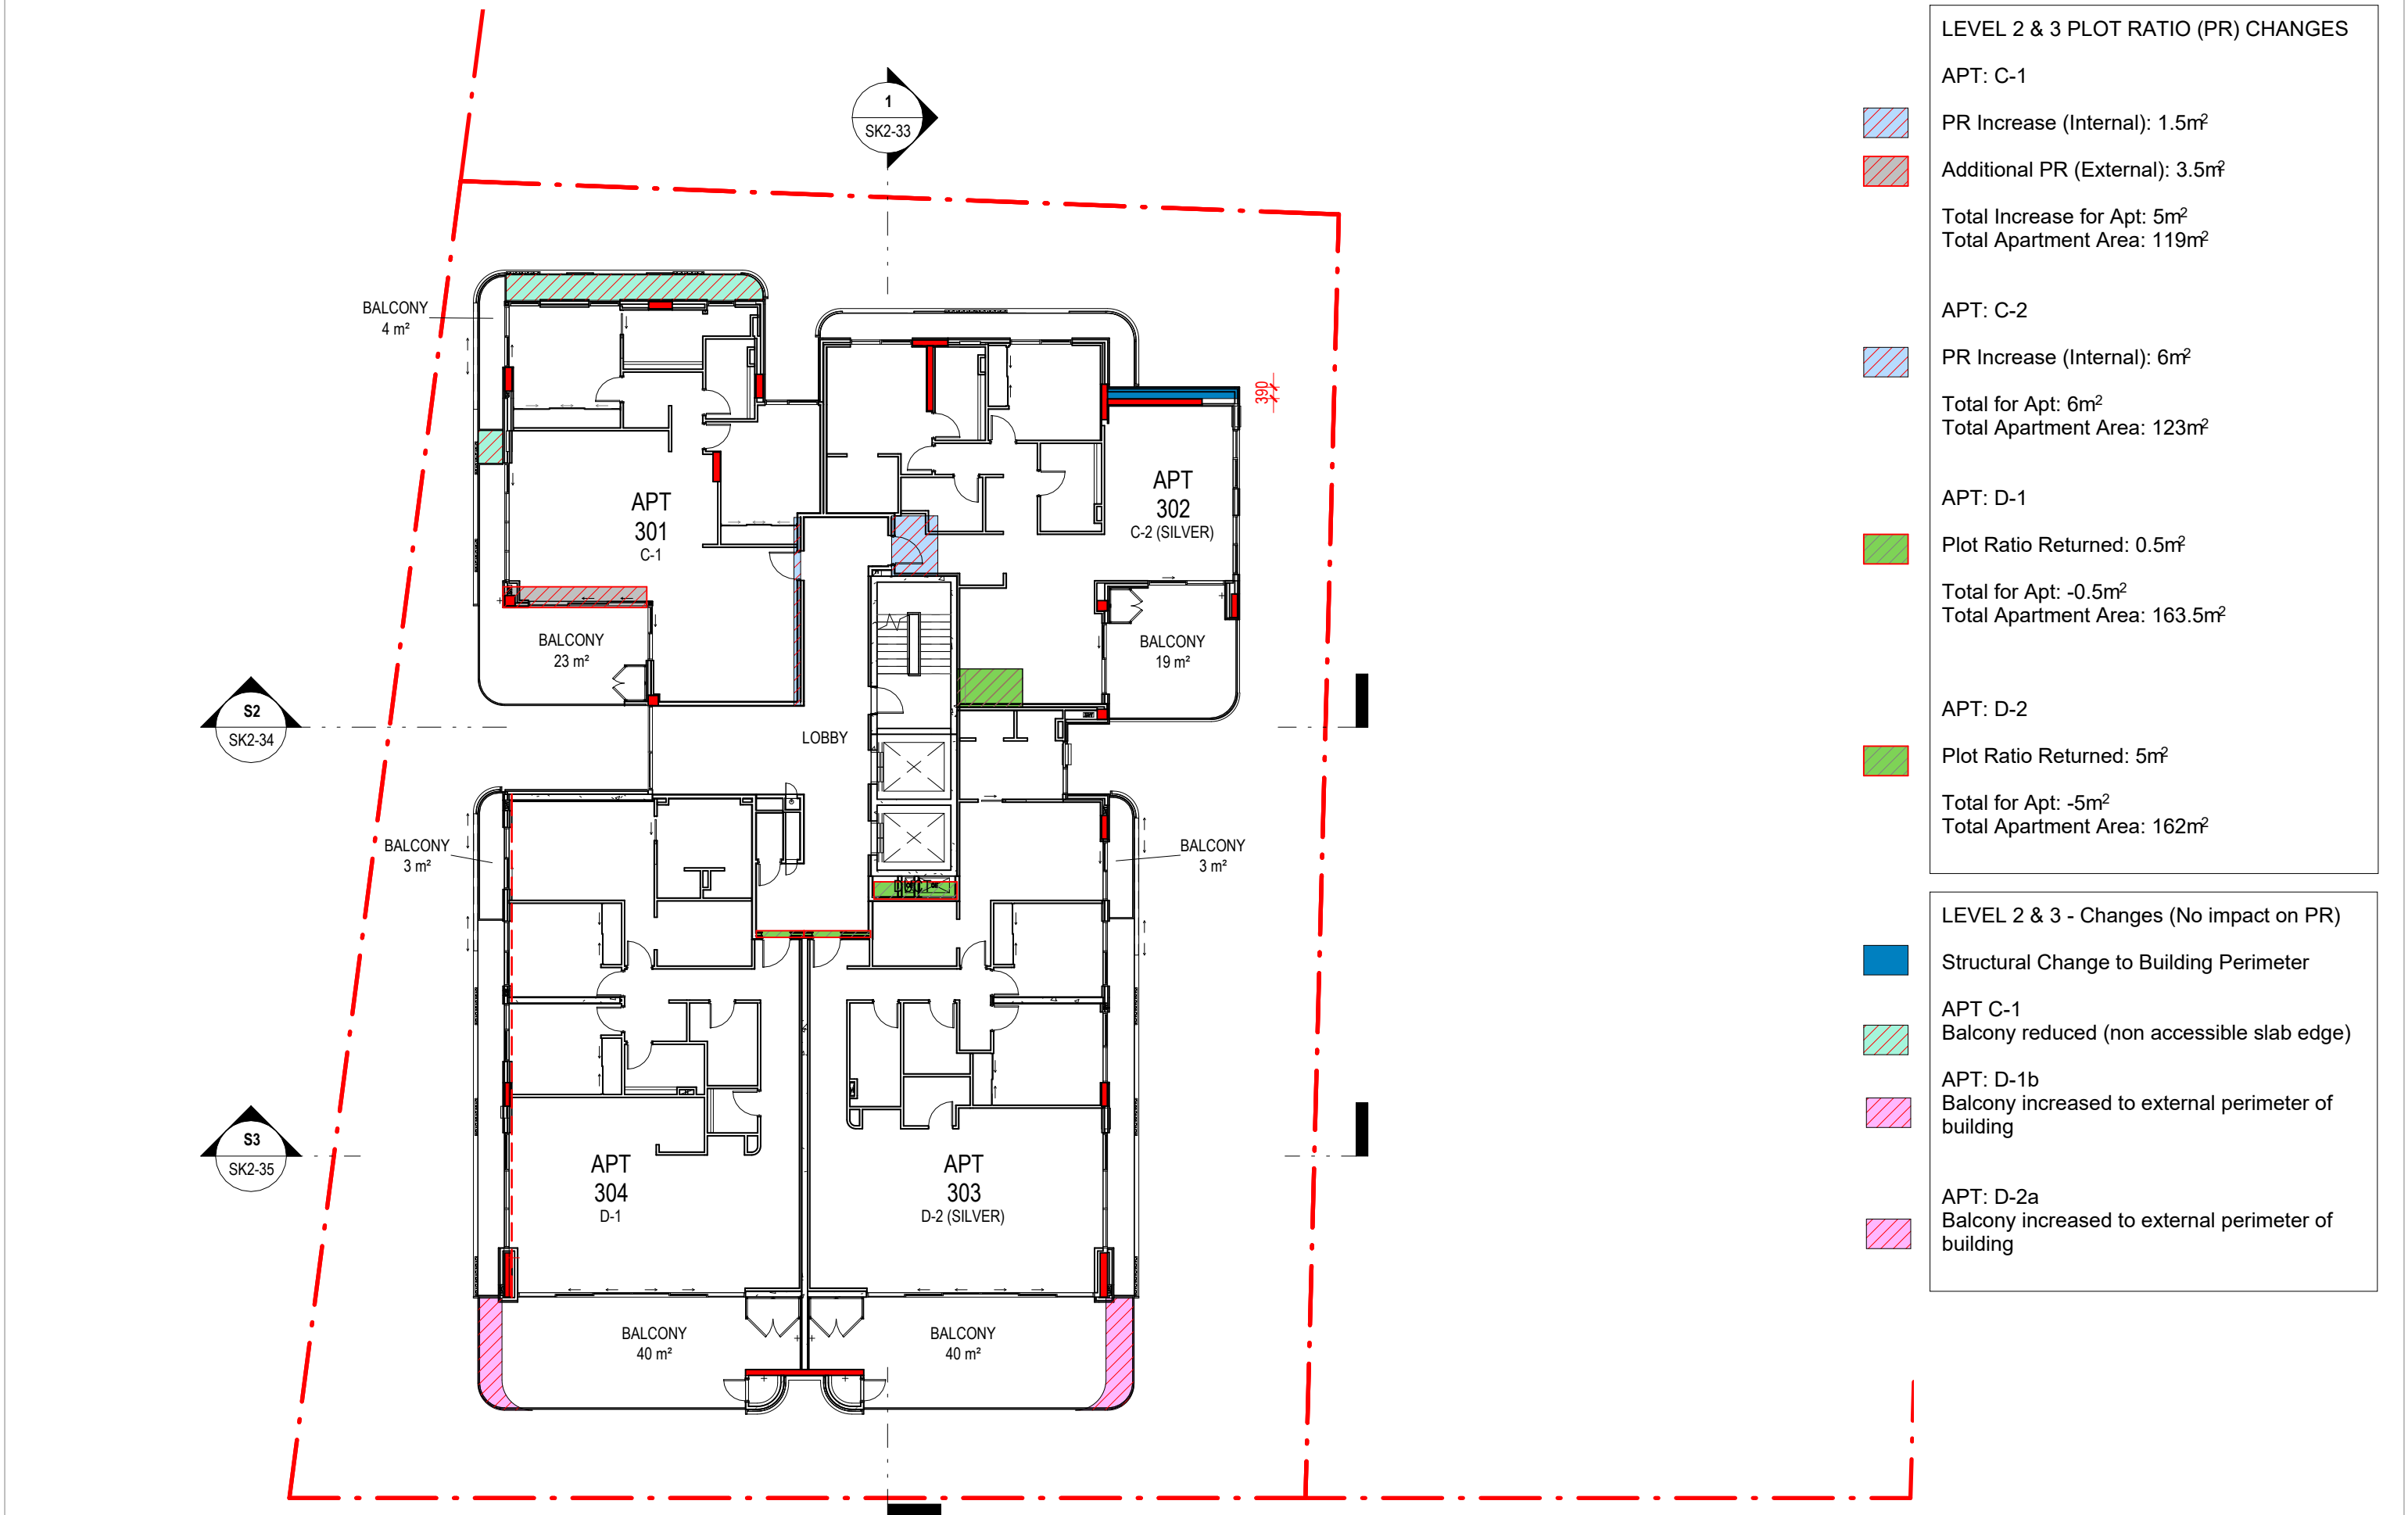 1
SK2-33
BALCONY
4 m²
390
APT
301
C-1
APT
302
C-2 (SILVER)
BALCONY
23 m²
BALCONY
19 m²
S2
SK2-34
LOBBY
BALCONY
3 m²
BALCONY
3 m²
S3
SK2-35
APT
304
D-1
APT
303
D-2 (SILVER)
BALCONY
40 m²
BALCONY
40 m²
LEVEL 2 & 3 PLOT RATIO (PR) CHANGES
APT: C-1
PR Increase (Internal): 1.5m²
Additional PR (External): 3.5m²
Total Increase for Apt: 5m²
Total Apartment Area: 119m²
APT: C-2
PR Increase (Internal): 6m²
Total for Apt: 6m²
Total Apartment Area: 123m²
APT: D-1
Plot Ratio Returned: 0.5m²
Total for Apt: -0.5m²
Total Apartment Area: 163.5m²
APT: D-2
Plot Ratio Returned: 5m²
Total for Apt: -5m²
Total Apartment Area: 162m²
LEVEL 2 & 3 - Changes (No impact on PR)
Structural Change to Building Perimeter
APT C-1
Balcony reduced (non accessible slab edge)
APT: D-1b
Balcony increased to external perimeter of
building
APT: D-2a
Balcony increased to external perimeter of
building